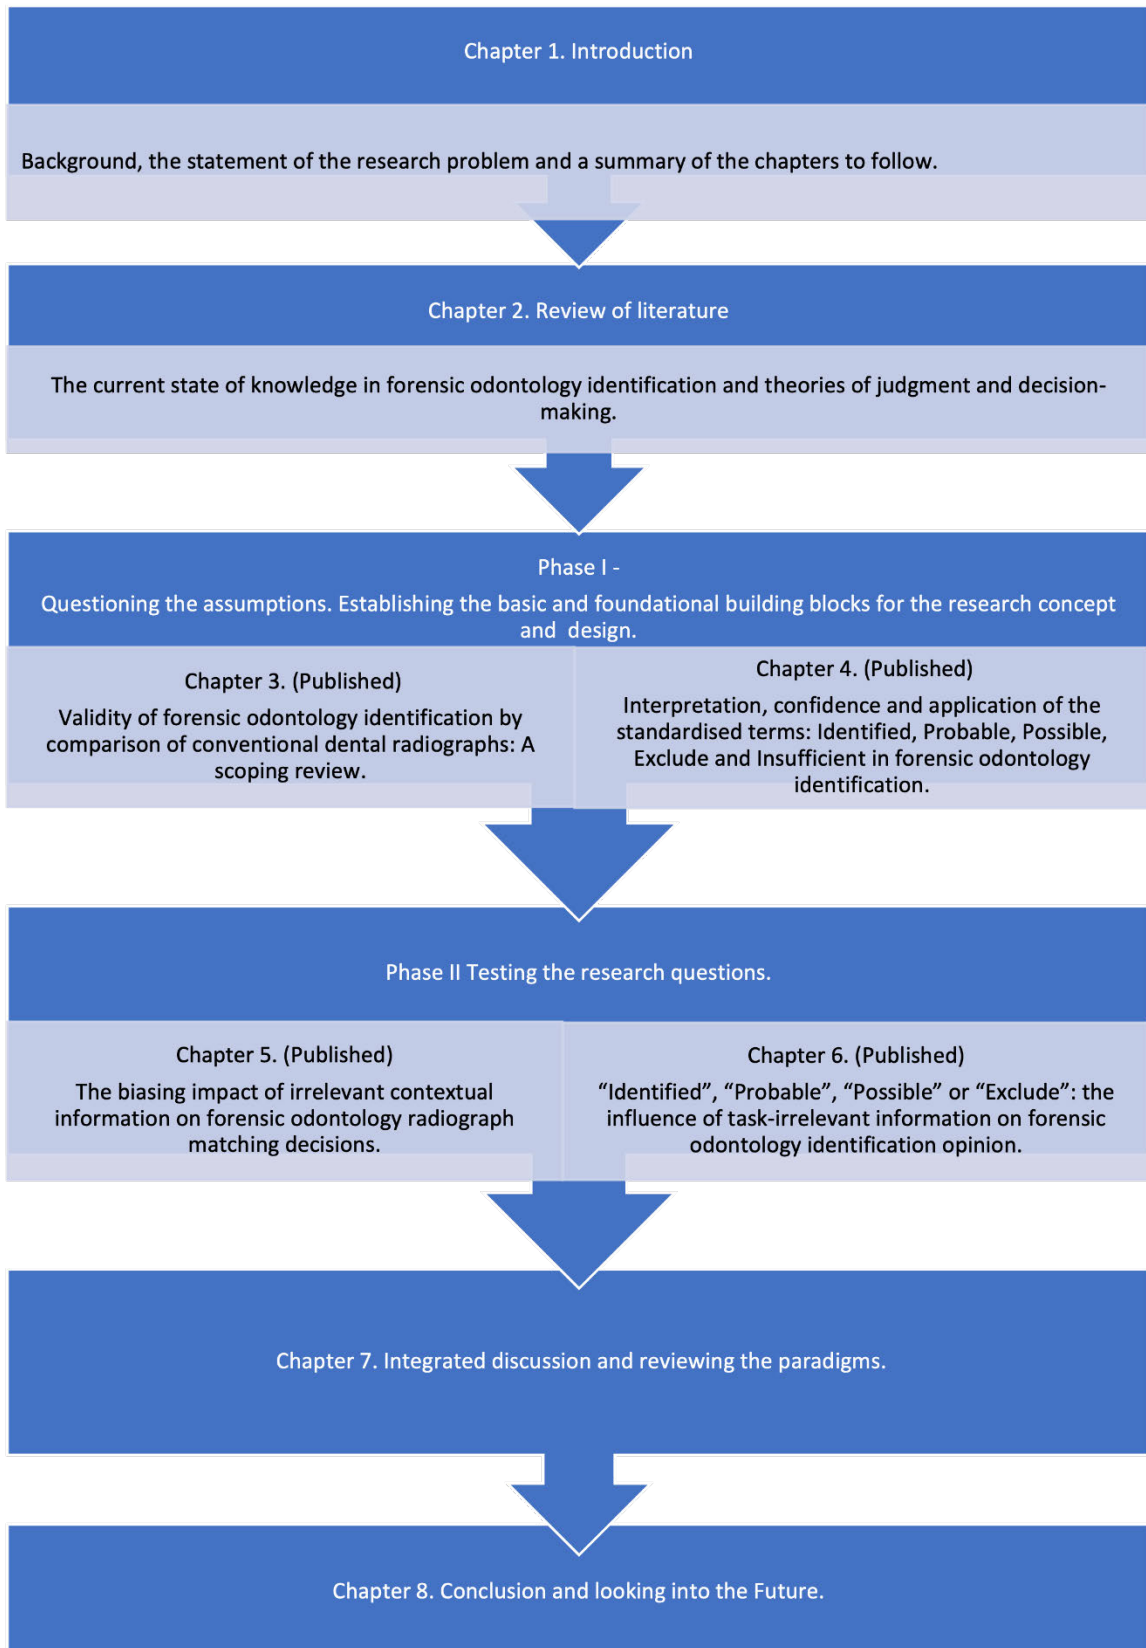 Chapter 1. Introduction
Background, the statement of the research problem and a summary of the chapters to follow.
Chapter 2. Review of literature
The current state of knowledge in forensic odontology identification and theories of judgment and decision-
making.
Phase I -
Questioning the assumptions. Establishing the basic and foundational building blocks for the research concept
and design.
Chapter 3. (Published)
Validity of forensic odontology identification by
comparison of conventional dental radiographs: A
scoping review.
Chapter 4. (Published)
Interpretation, confidence and application of the
standardised terms: Identified, Probable, Possible,
Exclude and Insufficient in forensic odontology
identification.
Phase II Testing the research questions.
Chapter 5. (Published)
The biasing impact of irrelevant contextual
information on forensic odontology radiograph
matching decisions.
Chapter 6. (Published)
“Identified”, “Probable”, “Possible” or “Exclude”: the
influence of task-irrelevant information on forensic
odontology identification opinion.
Chapter 7. Integrated discussion and reviewing the paradigms.
Chapter 8. Conclusion and looking into the Future.